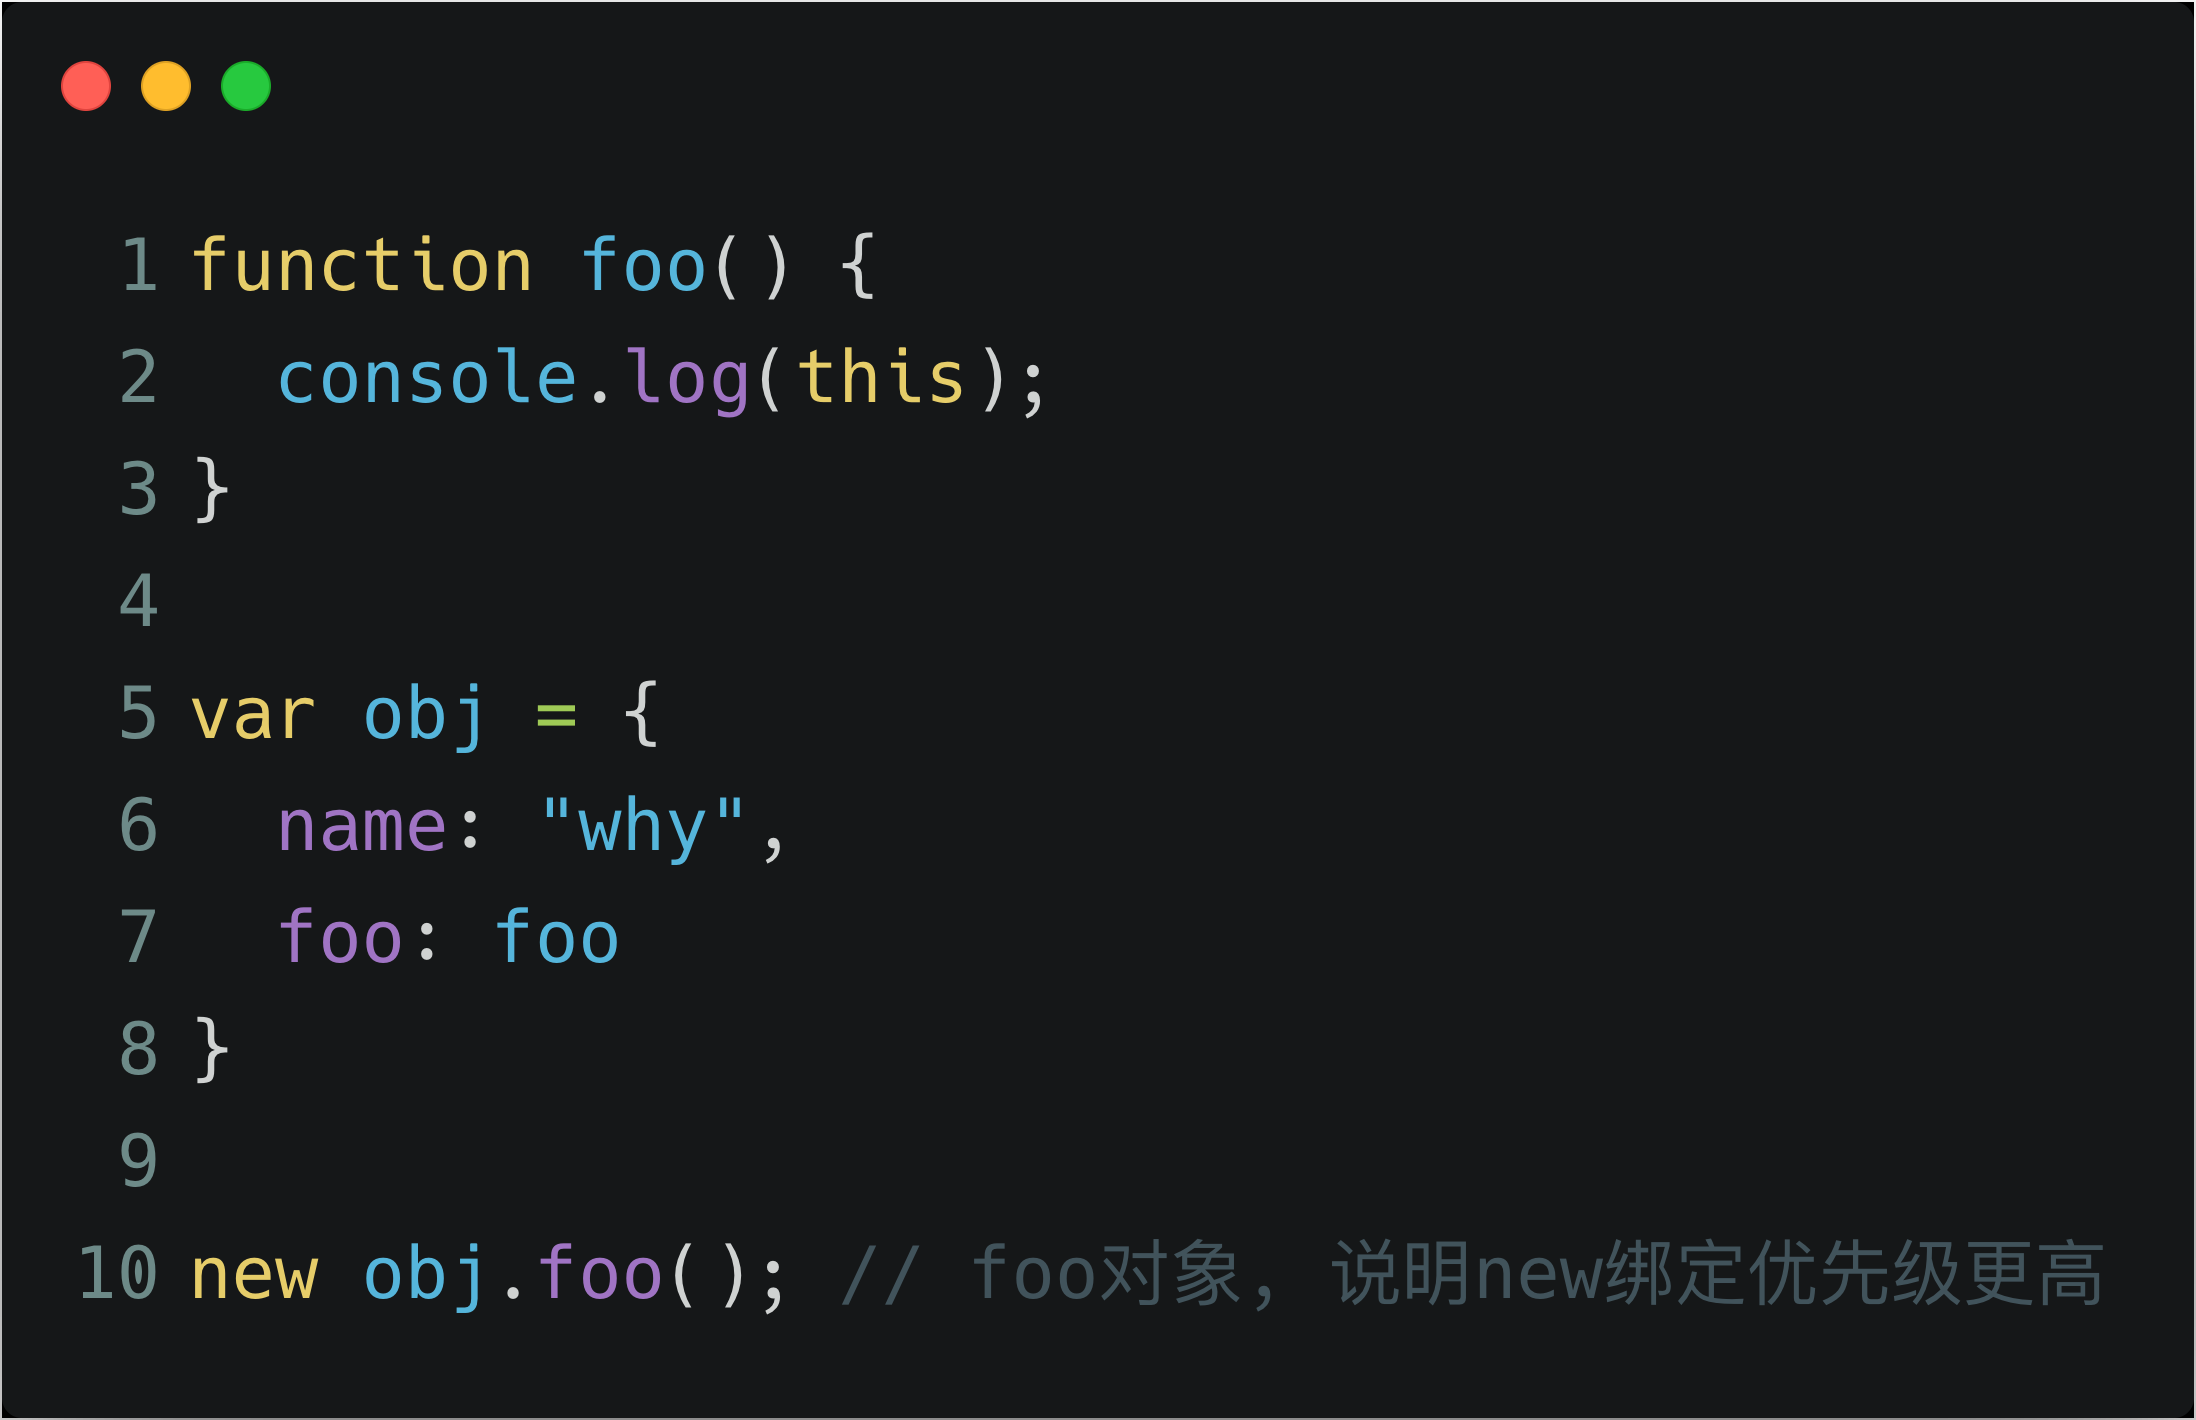 1 function foo() {
2   console.log(this);
3 }
4
5 var obj = {
6   name: "why",
7   foo: foo
8 }
9
10 new obj.foo(); // foo对象, 说明new绑定优先级更高